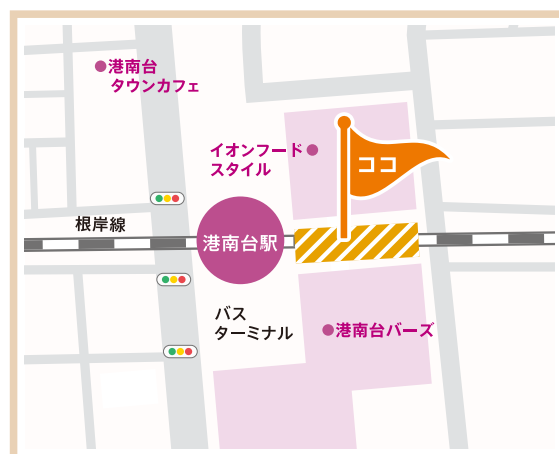 港南台
タウンカフェ
イオンフード
スタイル
ココ
根岸線
港南台駅
バス
ターミナル
港南台バーズ